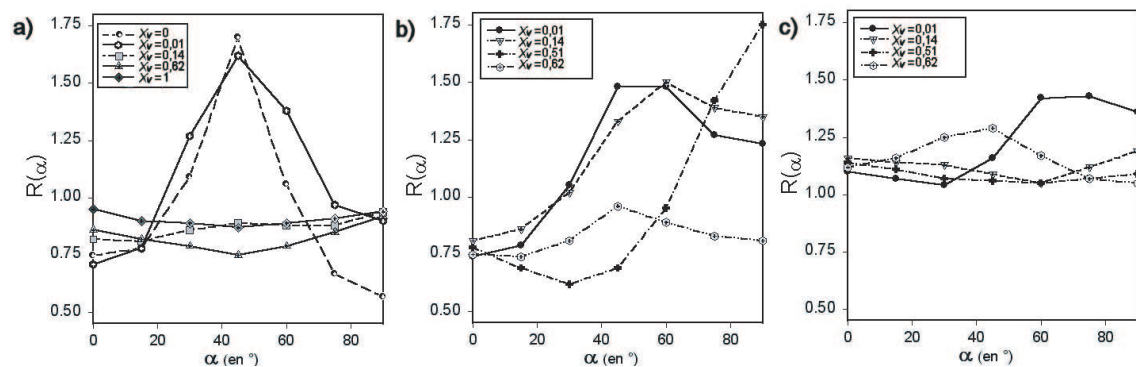 a)
1.75
1.50
1.25
1.00
0.75
0.50
R(α)
Xv=0
Xv=0,01
Xv=0,14
Xv=0,62
Xv=1
0 20 40 60 80
α (en °)
b)
1.75
1.50
1.25
1.00
0.75
0.50
R(α)
Xv=0,01
Xv=0,14
Xv=0,51
Xv=0,62
0 20 40 60 80
α (en °)
c)
1.75
1.50
1.25
1.00
0.75
0.50
R(α)
Xv=0,01
Xv=0,14
Xv=0,51
Xv=0,62
0 20 40 60 80
α (en °)